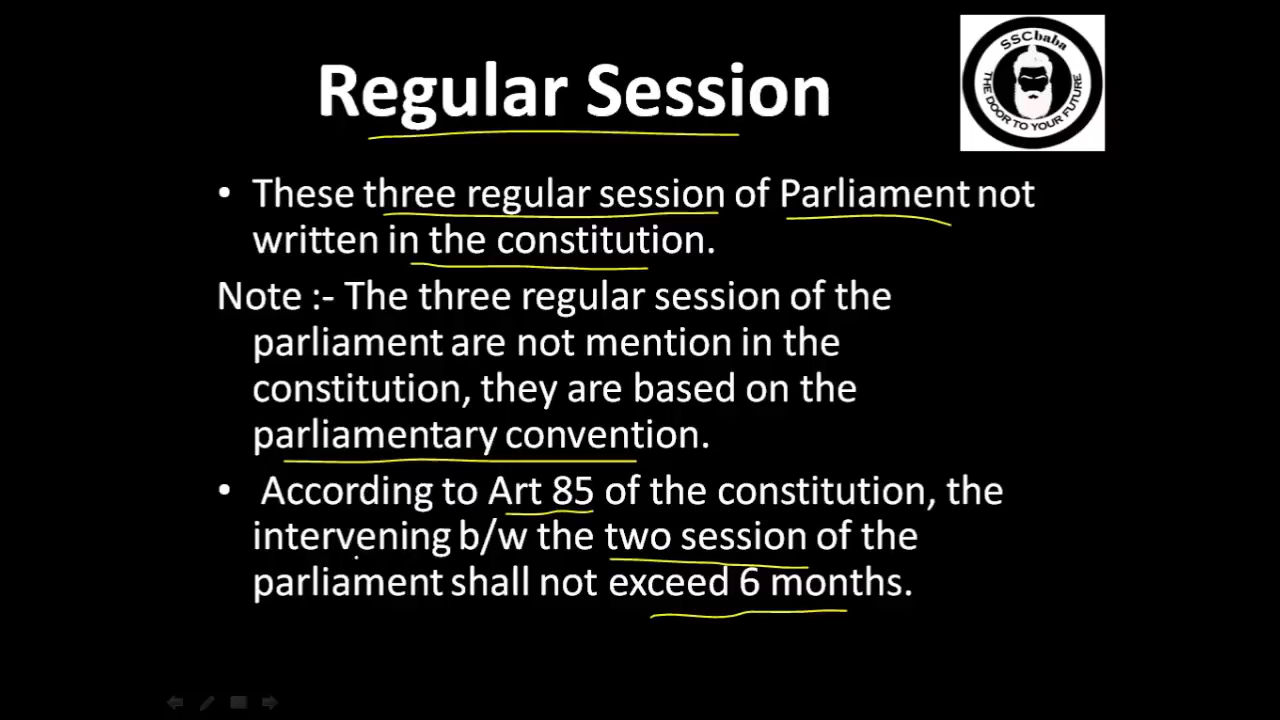 Regular Session
SSCbaba
THE DOOR TO YOUR FUTURE
• These three regular session of Parliament not
written in the constitution.
Note :- The three regular session of the
parliament are not mention in the
constitution, they are based on the
parliamentary convention.
• According to Art 85 of the constitution, the
intervening b/w the two session of the
parliament shall not exceed 6 months.